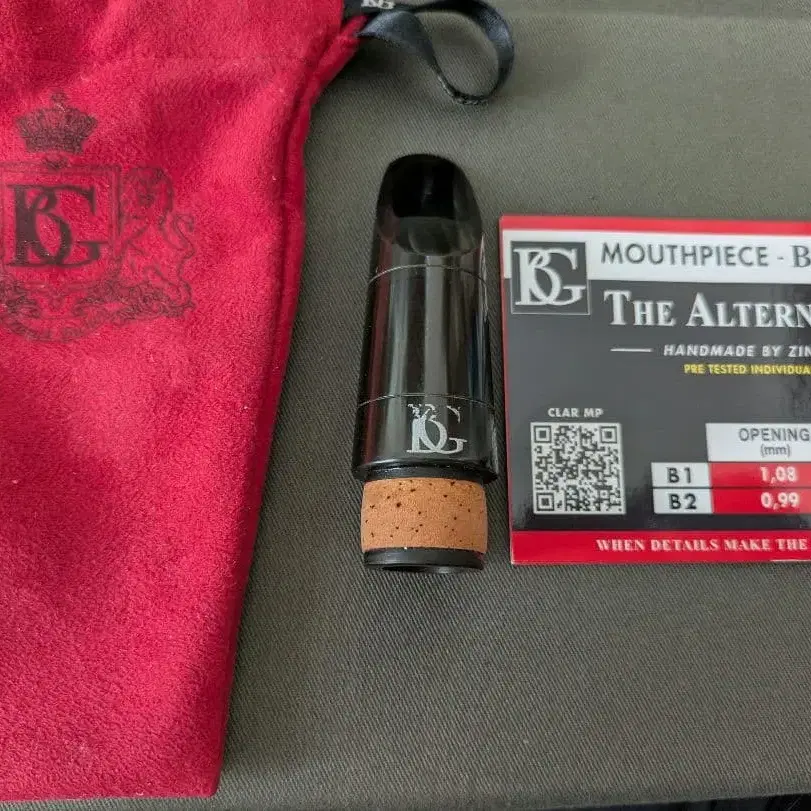 BG
BG
BG
BG
MOUTHPIECE - B
THE ALTERN
HANDMADE BY ZIN
PRE TESTED INDIVIDUA
CLAR MP
OPENING
(mm)
B1 1,08
B2 0,99
WHEN DETAILS MAKE THE